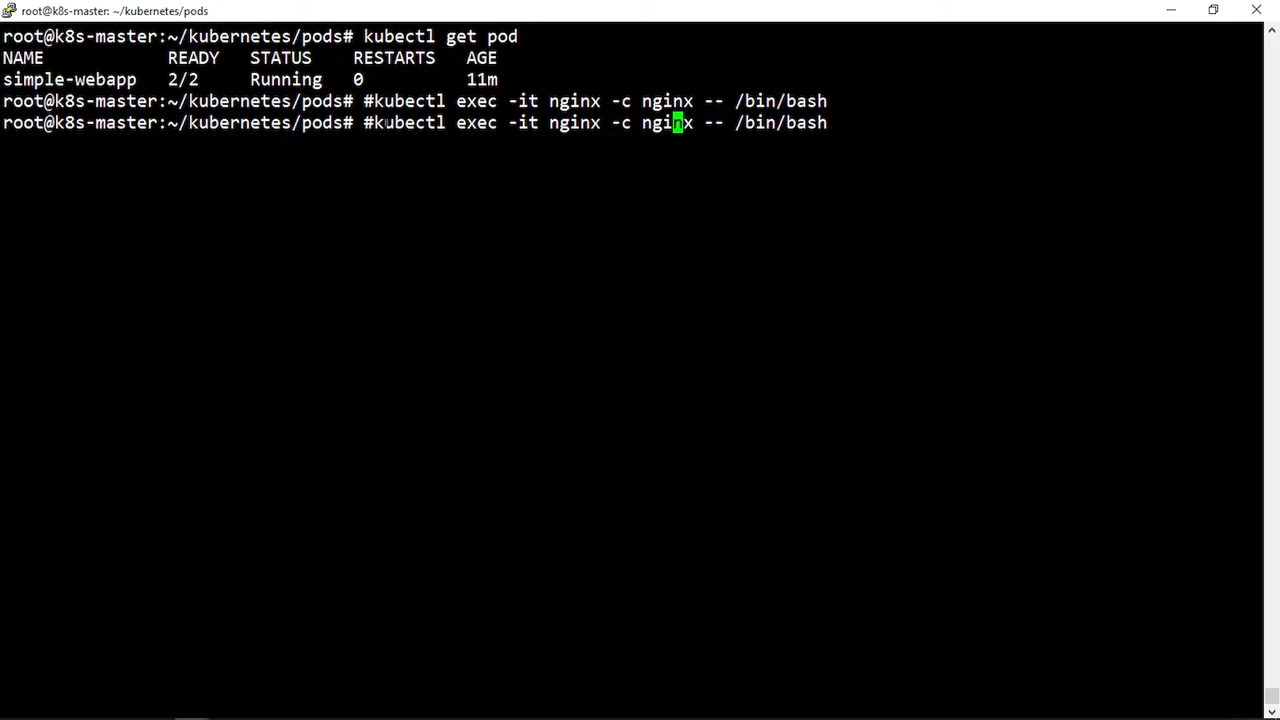 root@k8s-master: ~/kubernetes/pods
root@k8s-master:~/kubernetes/pods# kubectl get pod
NAME READY STATUS RESTARTS AGE
simple-webapp 2/2 Running 0 11m
root@k8s-master:~/kubernetes/pods# #kubectl exec -it nginx -c nginx -- /bin/bash
root@k8s-master:~/kubernetes/pods# #kubectl exec -it nginx -c nginx -- /bin/bash